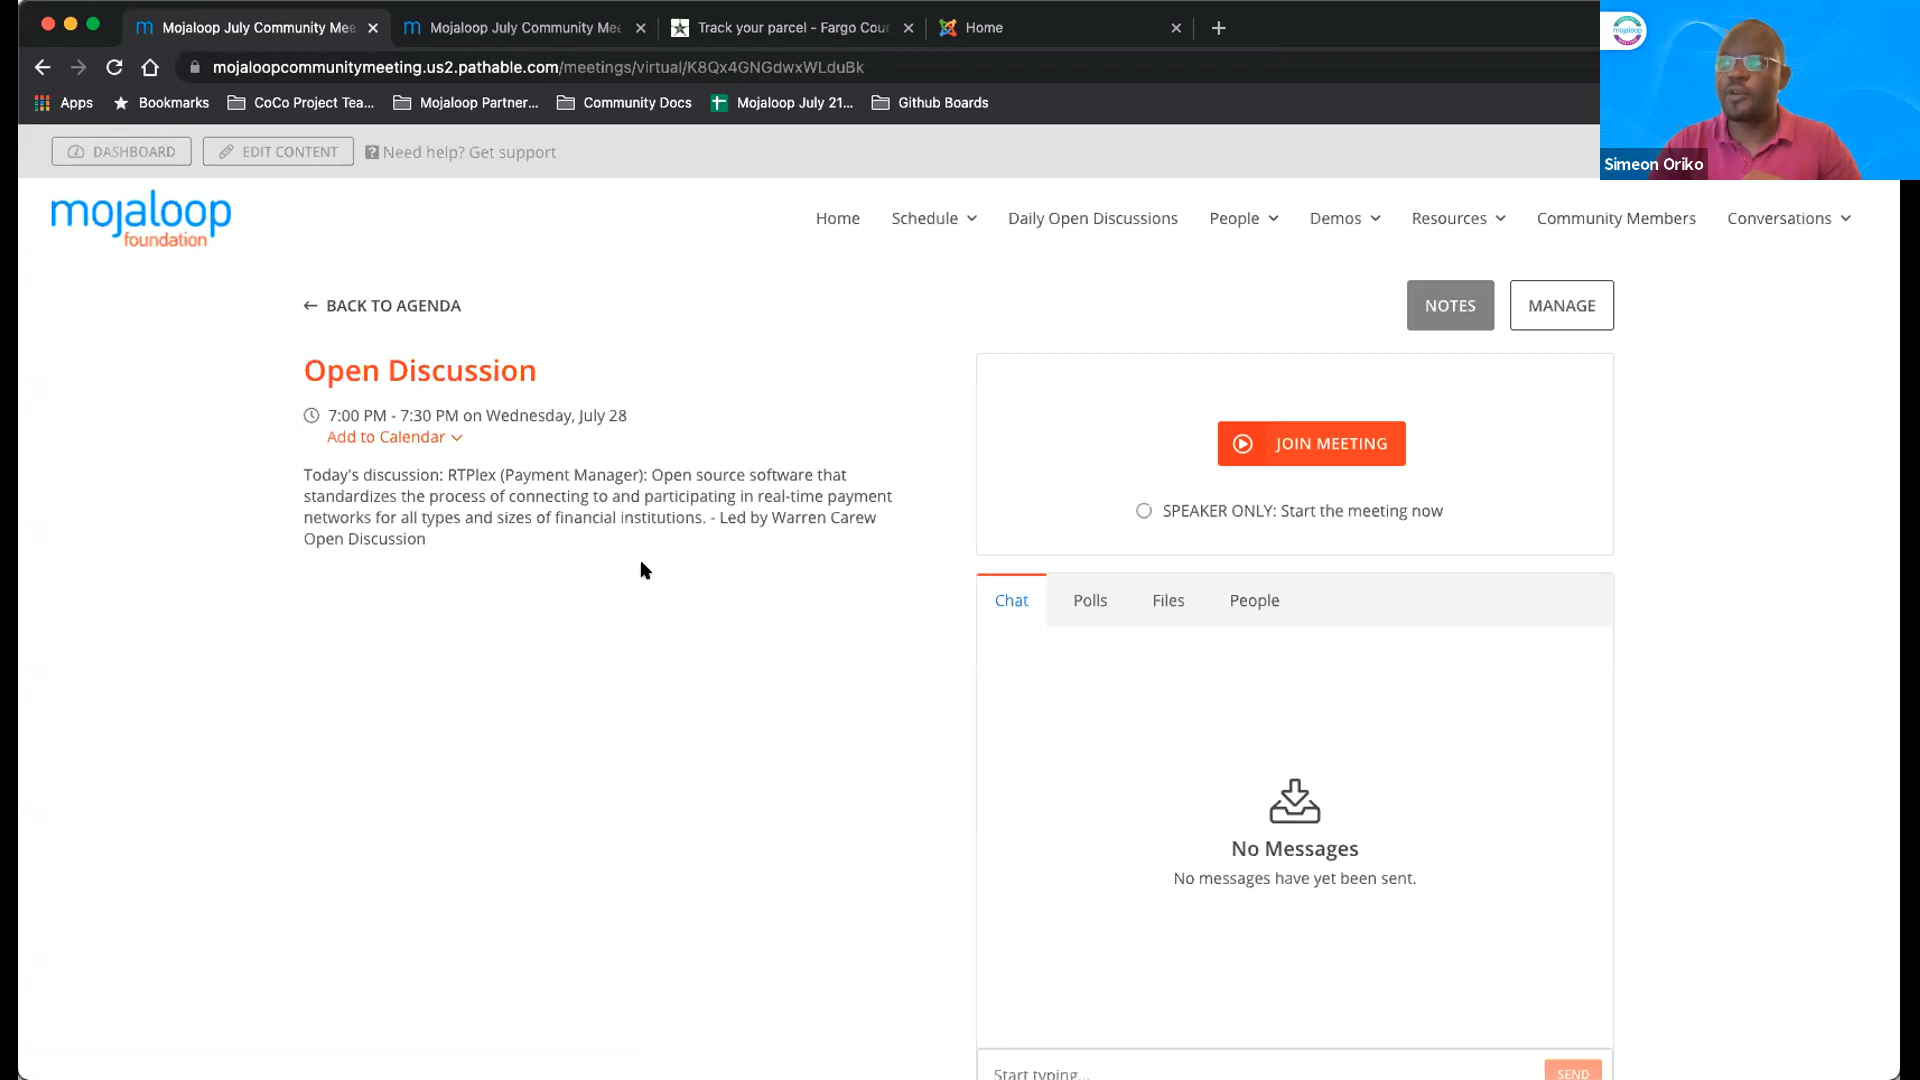 Mojaloop July Community Mee
Mojaloop July Community Mee
Track your parcel - Fargo Cour
Home
mojaloopcommunitymeeting.us2.pathable.com/meetings/virtual/K8Qx4GNGdwxWLduBk
Apps
Bookmarks
CoCo Project Tea...
Mojaloop Partner...
Community Docs
Mojaloop July 21...
Github Boards
mojaloop
Simeon Oriko
DASHBOARD
EDIT CONTENT
Need help? Get support
mojaloop
foundation
Home
Schedule
Daily Open Discussions
People
Demos
Resources
Community Members
Conversations
BACK TO AGENDA
NOTES
MANAGE
Open Discussion
7:00 PM - 7:30 PM on Wednesday, July 28
Add to Calendar
Today's discussion: RTPlex (Payment Manager): Open source software that
standardizes the process of connecting to and participating in real-time payment
networks for all types and sizes of financial institutions. - Led by Warren Carew
Open Discussion
JOIN MEETING
SPEAKER ONLY: Start the meeting now
Chat
Polls
Files
People
No Messages
No messages have yet been sent.
Start typing...
SEND